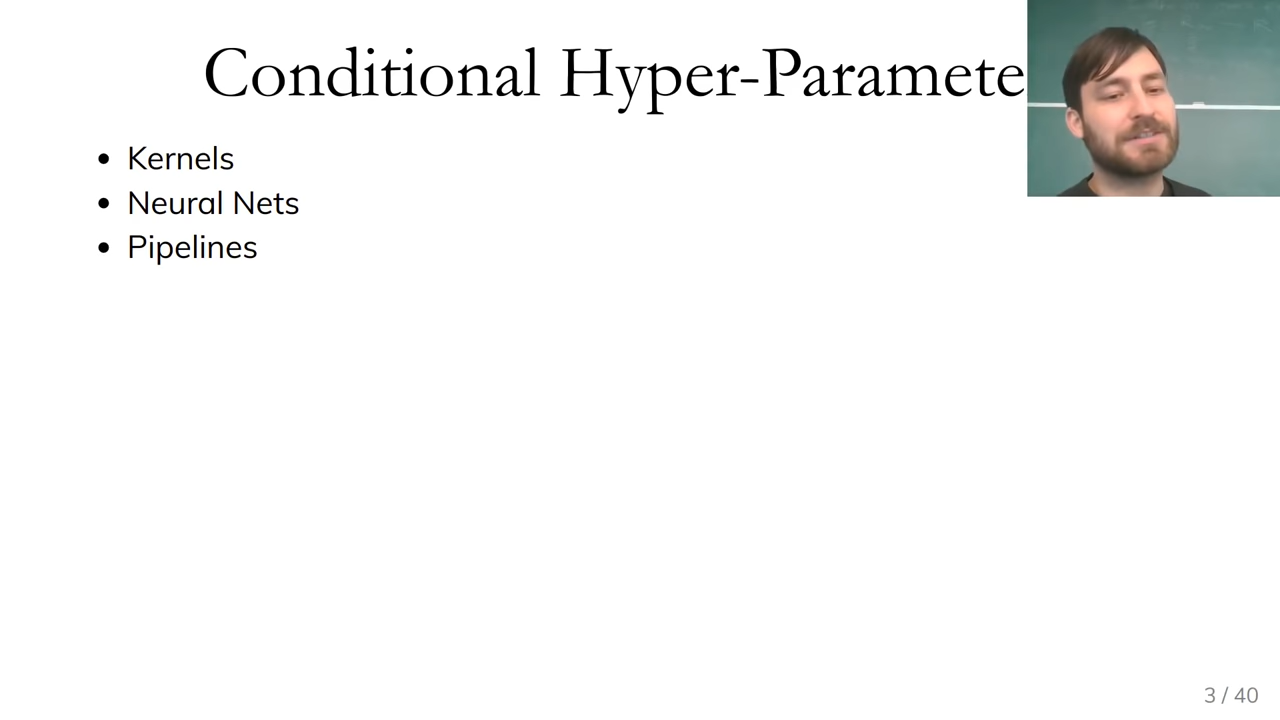 Conditional Hyper-Paramete
Kernels
Neural Nets
Pipelines
3 / 40